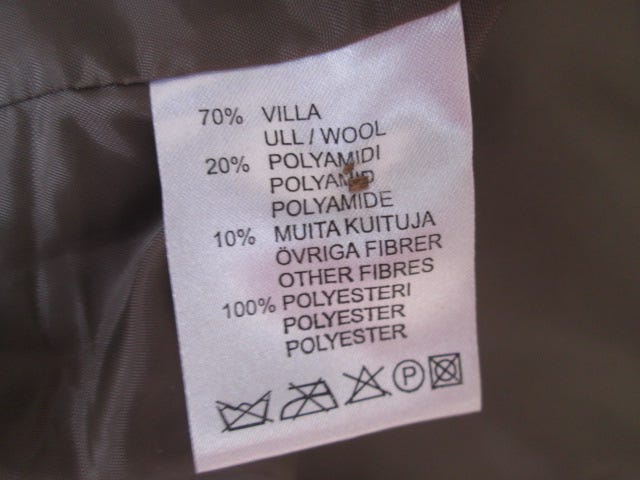 70% VILLA
ULL / WOOL
20% POLYAMIDI
POLYAMID
POLYAMIDE
10% MUITA KUITUJA
ÖVRIGA FIBRER
OTHER FIBRES
100% POLYESTERI
POLYESTER
POLYESTER
P